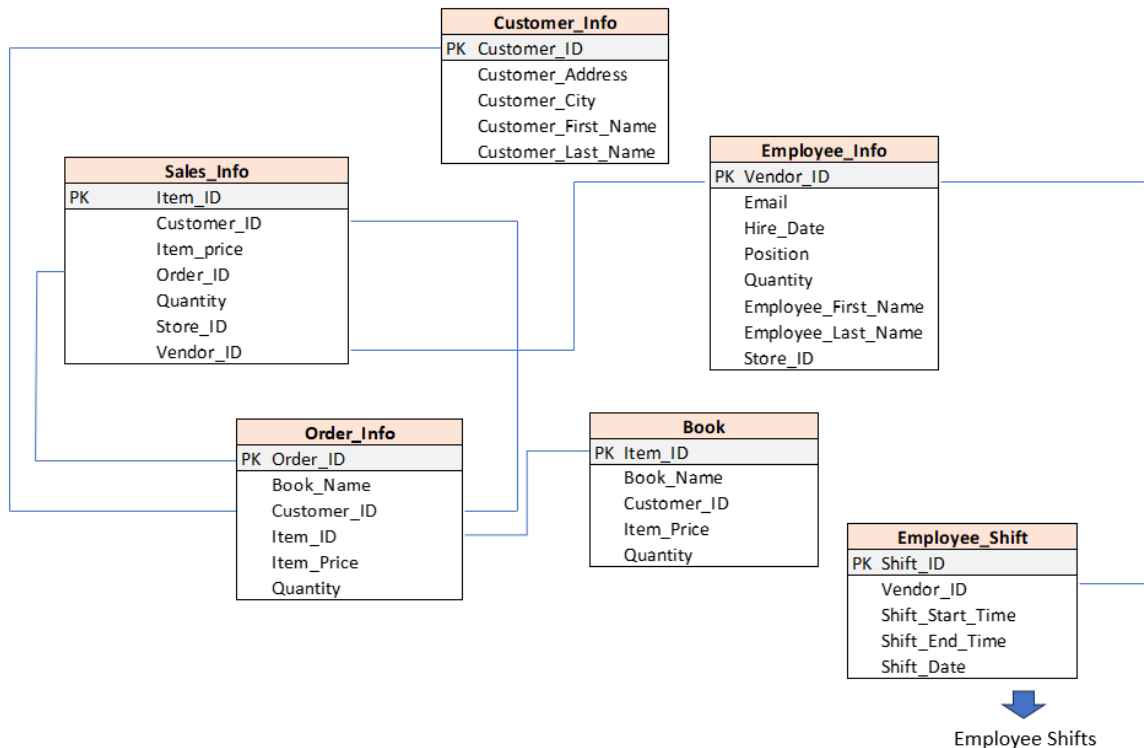 Customer_Info
PK Customer_ID
Customer_Address
Customer_City
Customer_First_Name
Customer_Last_Name
Sales_Info
PK Item_ID
Customer_ID
Item_price
Order_ID
Quantity
Store_ID
Vendor_ID
Employee_Info
PK Vendor_ID
Email
Hire_Date
Position
Quantity
Employee_First_Name
Employee_Last_Name
Store_ID
Order_Info
PK Order_ID
Book_Name
Customer_ID
Item_ID
Item_Price
Quantity
Book
PK Item_ID
Book_Name
Customer_ID
Item_Price
Quantity
Employee_Shift
PK Shift_ID
Vendor_ID
Shift_Start_Time
Shift_End_Time
Shift_Date
Employee Shifts